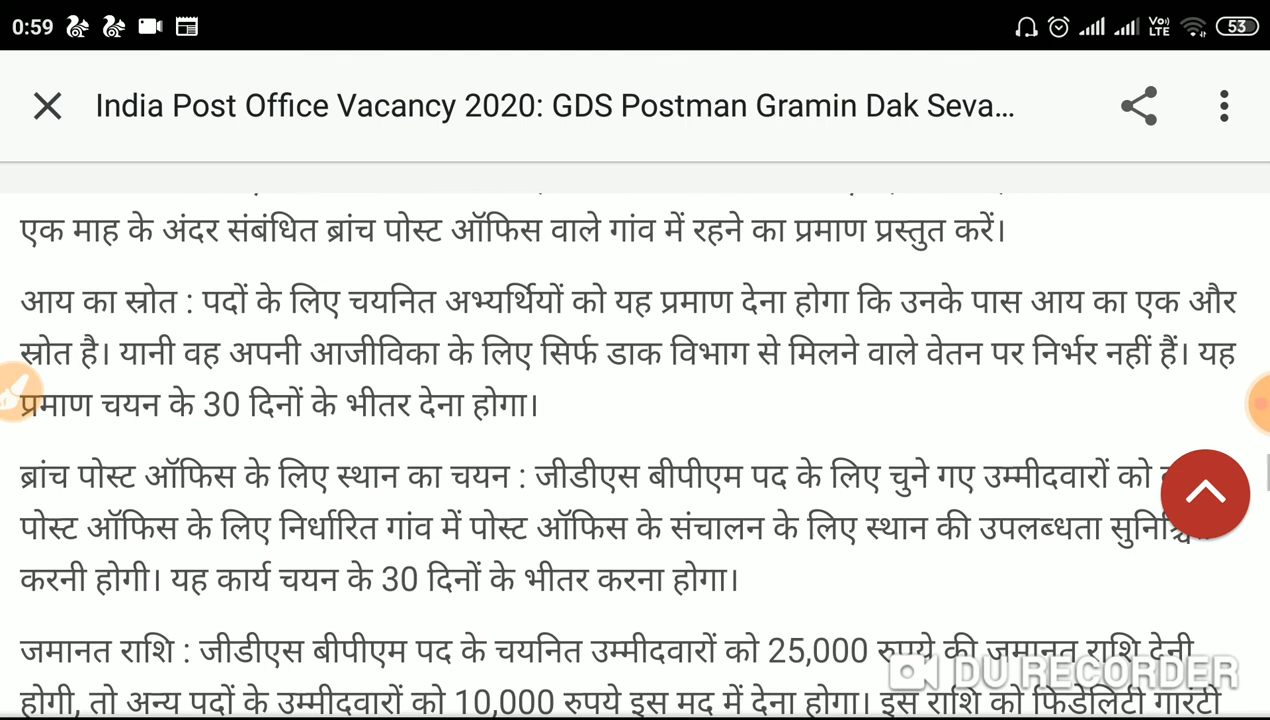 0:59
Vo)
LTE
53
India Post Office Vacancy 2020: GDS Postman Gramin Dak Seva...
एक माह के अंदर संबंधित ब्रांच पोस्ट ऑफिस वाले गांव में रहने का प्रमाण प्रस्तुत करें।
आय का स्रोत : पदों के लिए चयनित अभ्यर्थियों को यह प्रमाण देना होगा कि उनके पास आय का एक और
स्रोत है। यानी वह अपनी आजीविका के लिए सिर्फ डाक विभाग से मिलने वाले वेतन पर निर्भर नहीं हैं। यह
प्रमाण चयन के 30 दिनों के भीतर देना होगा।
ब्रांच पोस्ट ऑफिस के लिए स्थान का चयन : जीडीएस बीपीएम पद के लिए चुने गए उम्मीदवारों को
पोस्ट ऑफिस के लिए निर्धारित गांव में पोस्ट ऑफिस के संचालन के लिए स्थान की उपलब्धता
करनी होगी। यह कार्य चयन के 30 दिनों के भीतर करना होगा।
जमानत राशि : जीडीएस बीपीएम पद के चयनित उम्मीदवारों को 25,000 रुपये की जमानत राशि देनी
होगी, तो अन्य पदों के उम्मीदवारों को 10,000 रुपये इस मद में देना होगा। इस राशि को फिडेलिटी गारंटी
DU RECORDER